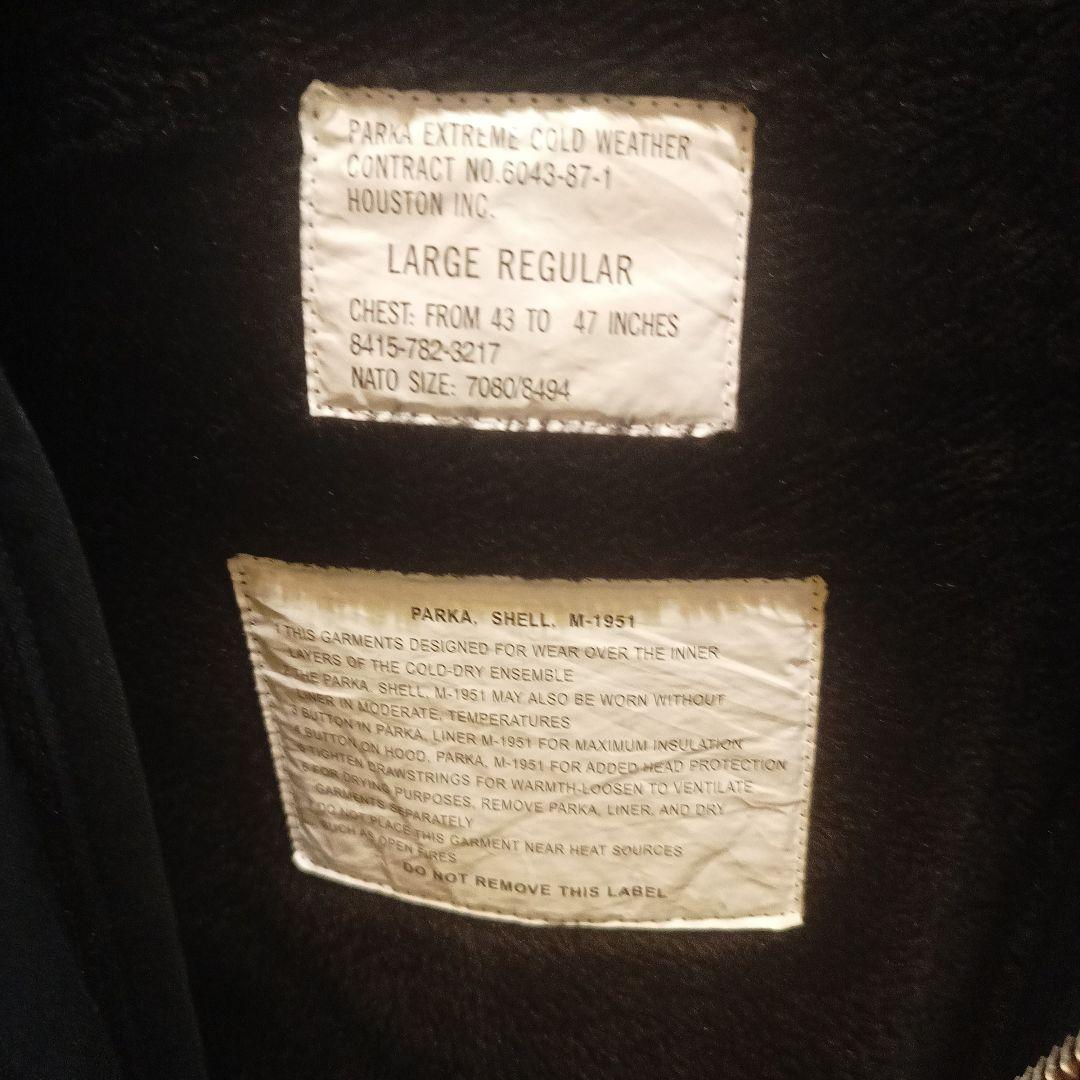 PARKA EXTREME COLD WEATHER
CONTRACT NO.6043-87-1
HOUSTON INC.
LARGE REGULAR
CHEST: FROM 43 TO 47 INCHES
8415-782-3217
NATO SIZE: 7080/8494
PARKA, SHELL, M-1951
1 THIS GARMENTS DESIGNED FOR WEAR OVER THE INNER
LAYERS OF THE COLD-DRY ENSEMBLE
THE PARKA, SHELL, M-1951 MAY ALSO BE WORN WITHOUT
LINER IN MODERATE, TEMPERATURES
3 BUTTON IN PARKA, LINER M-1951 FOR MAXIMUM INSULATION
4 BUTTON ON HOOD, PARKA, M-1951 FOR ADDED HEAD PROTECTION
5 TIGHTEN DRAWSTRINGS FOR WARMTH-LOOSEN TO VENTILATE
6 FOR DRYING PURPOSES, REMOVE PARKA, LINER, AND DRY
GARMENTS SEPARATELY
DO NOT PLACE THIS GARMENT NEAR HEAT SOURCES
SUCH AS OPEN FIRES
DO NOT REMOVE THIS LABEL